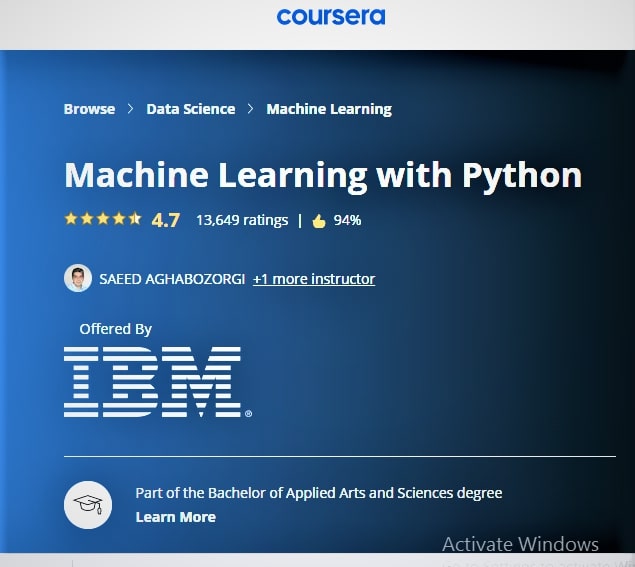 coursera
Browse > Data Science > Machine Learning
Machine Learning with Python
4.7 13,649 ratings | 94%
SAEED AGHABOZORGI +1 more instructor
Offered By
IBM®
Part of the Bachelor of Applied Arts and Sciences degree
Learn More
Activate Windows